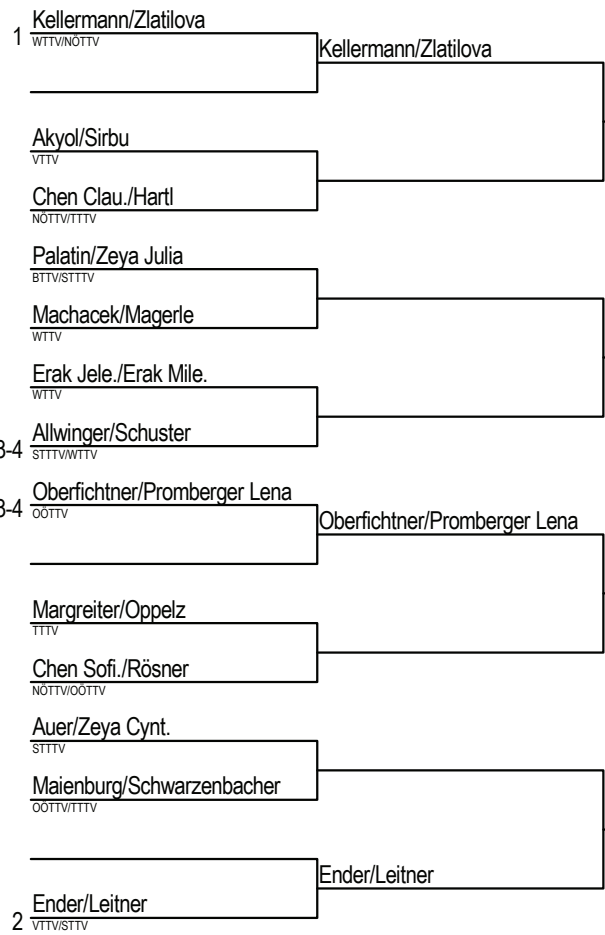 Kellermann/Zlatilova
1
WTTV/NÖTTV
Kellermann/Zlatilova
Akyol/Sirbu
VTTV
Chen Clau./Hartl
NÖTTV/TTTV
Palatin/Zeya Julia
BTTV/STTTV
Machacek/Magerle
WTTV
Erak Jele./Erak Mile.
WTTV
Allwinger/Schuster
3-4
STTTV/WTTV
Oberfichtner/Promberger Lena
3-4
OÖTTV
Oberfichtner/Promberger Lena
Margreiter/Oppelz
TTTV
Chen Sofi./Rösner
NÖTTV/OÖTTV
Auer/Zeya Cynt.
STTTV
Maienburg/Schwarzenbacher
OÖTTV/TTTV
Ender/Leitner
Ender/Leitner
2
VTTV/STTV